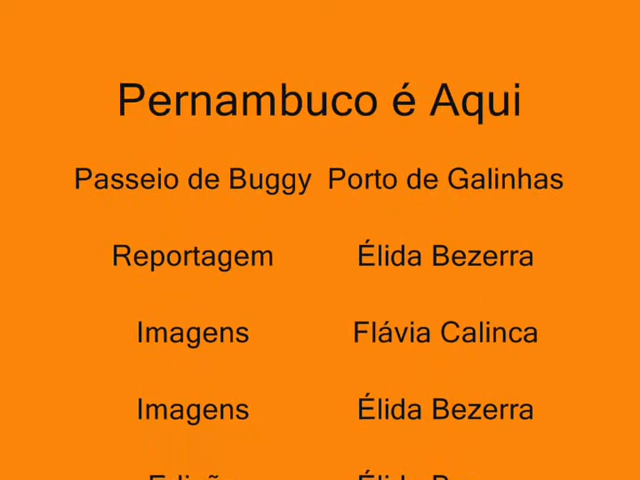 Pernambuco é Aqui
Passeio de Buggy Porto de Galinhas
Reportagem Élida Bezerra
Imagens Flávia Calinca
Imagens Élida Bezerra